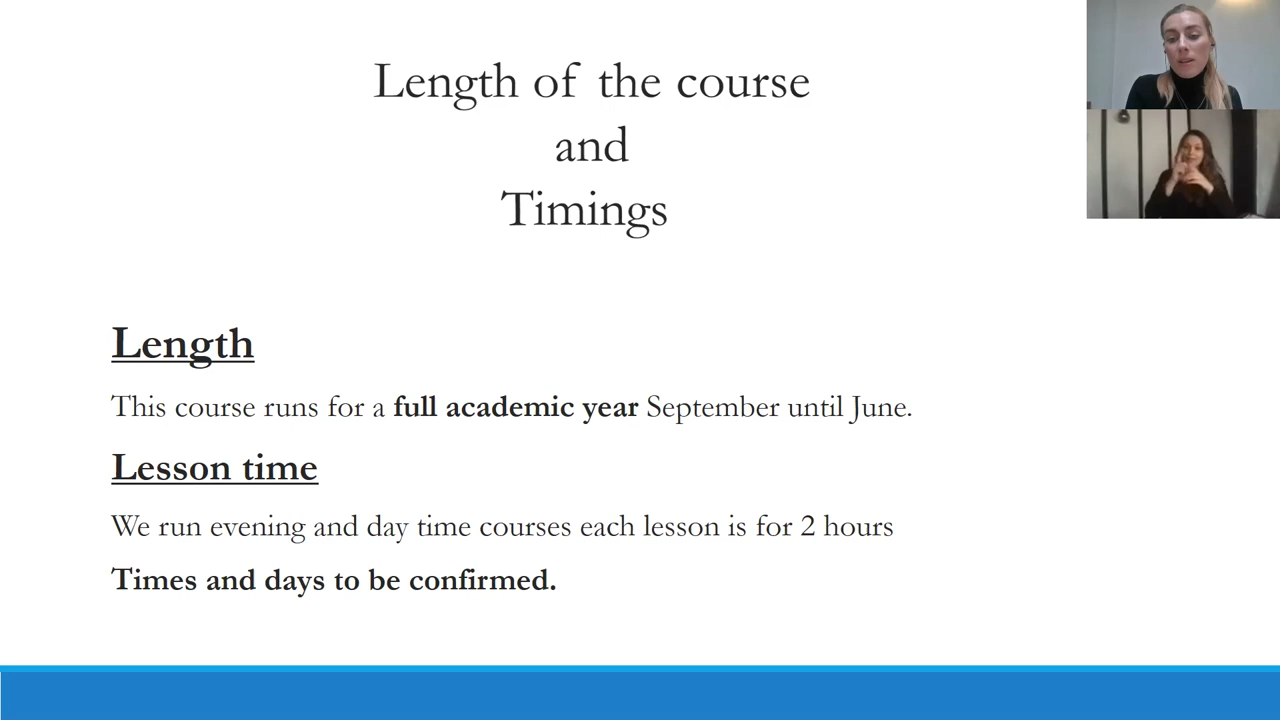 Length of the course
and
Timings
Length
This course runs for a full academic year September until June.
Lesson time
We run evening and day time courses each lesson is for 2 hours
Times and days to be confirmed.